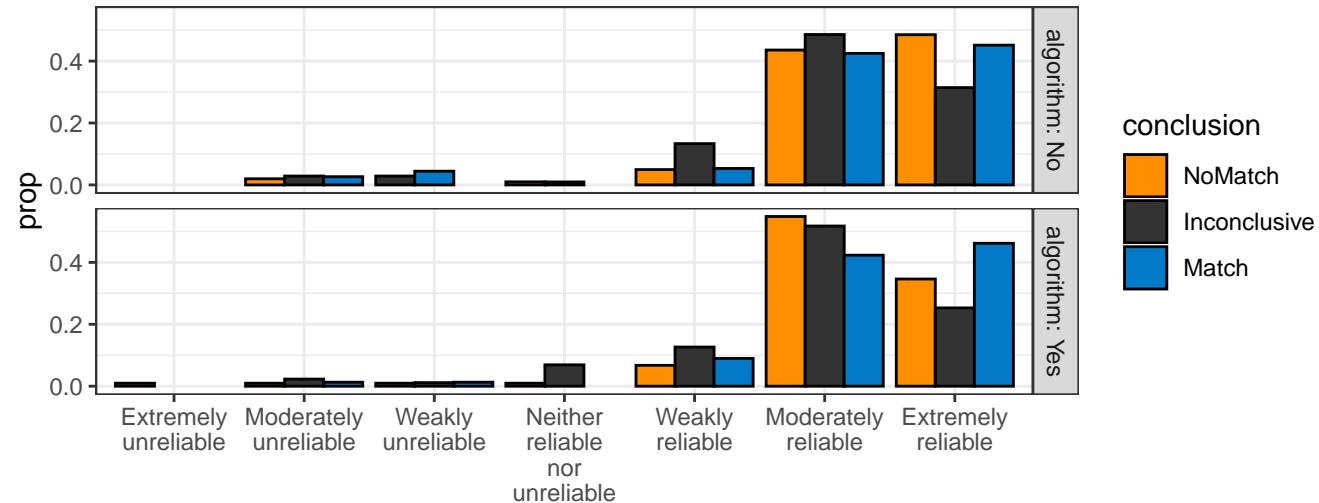 0.4
0.2
0.0
algorithm: No
prop
0.4
0.2
0.0
algorithm: Yes
Extremely
unreliable
Moderately
unreliable
Weakly
unreliable
Neither
reliable
nor
unreliable
Weakly
reliable
Moderately
reliable
Extremely
reliable
conclusion
NoMatch
Inconclusive
Match